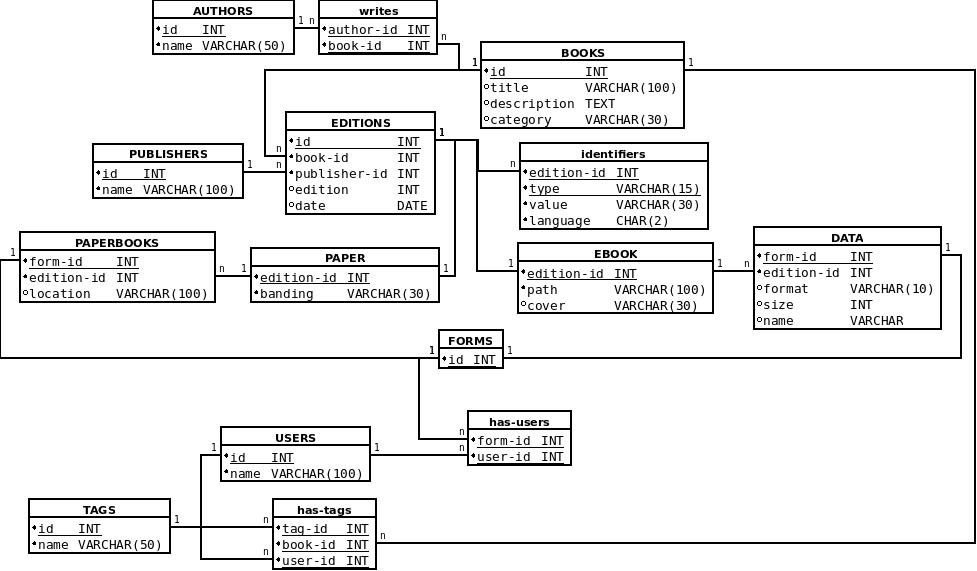 AUTHORS
id INT
name VARCHAR(50)
1 n
writes
author-id INT
book-id INT
n
1
BOOKS
id INT
title VARCHAR(100)
description TEXT
category VARCHAR(30)
1
EDITIONS
id INT
book-id INT
publisher-id INT
edition INT
date DATE
1
n
n
PUBLISHERS
id INT
name VARCHAR(100)
1
identifiers
edition-id INT
type VARCHAR(15)
value VARCHAR(30)
language CHAR(2)
n
PAPERBOOKS
form-id INT
edition-id INT
location VARCHAR(100)
1
n 1
PAPER
edition-id INT
banding VARCHAR(30)
1
EBOOK
edition-id INT
path VARCHAR(100)
cover VARCHAR(30)
1
1 n
DATA
form-id INT
edition-id INT
format VARCHAR(10)
size INT
name VARCHAR
1
FORMS
id INT
1
1
has-users
form-id INT
user-id INT
n
n
USERS
id INT
name VARCHAR(100)
1
1
TAGS
id INT
name VARCHAR(50)
1
has-tags
tag-id INT
book-id INT
user-id INT
n
n
n